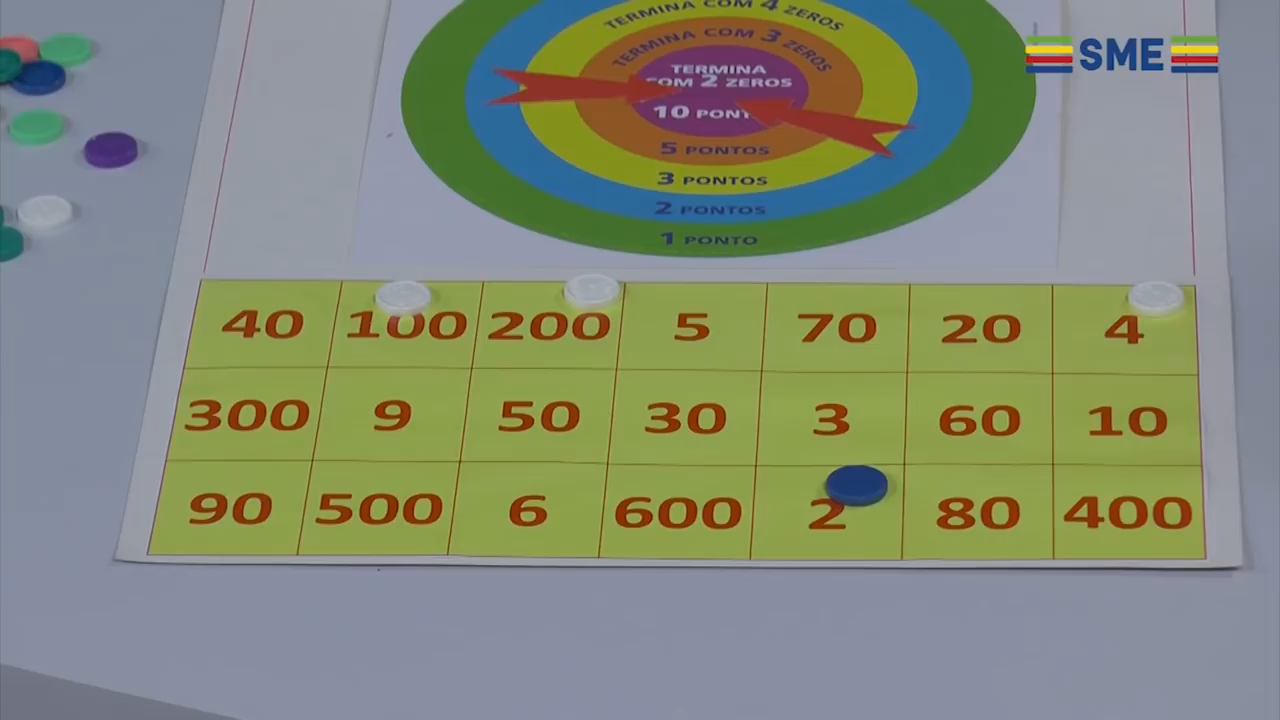 TERMINA COM 4 ZEROS
SME
TERMINA COM 3 ZEROS
TERMINA
COM 2 ZEROS
10
5 PONTOS
3 PONTOS
2 PONTOS
1 PONTO
40 100 200 5 70 20 4
300 9 50 30 3 60 10
90 500 6 600 2 80 400